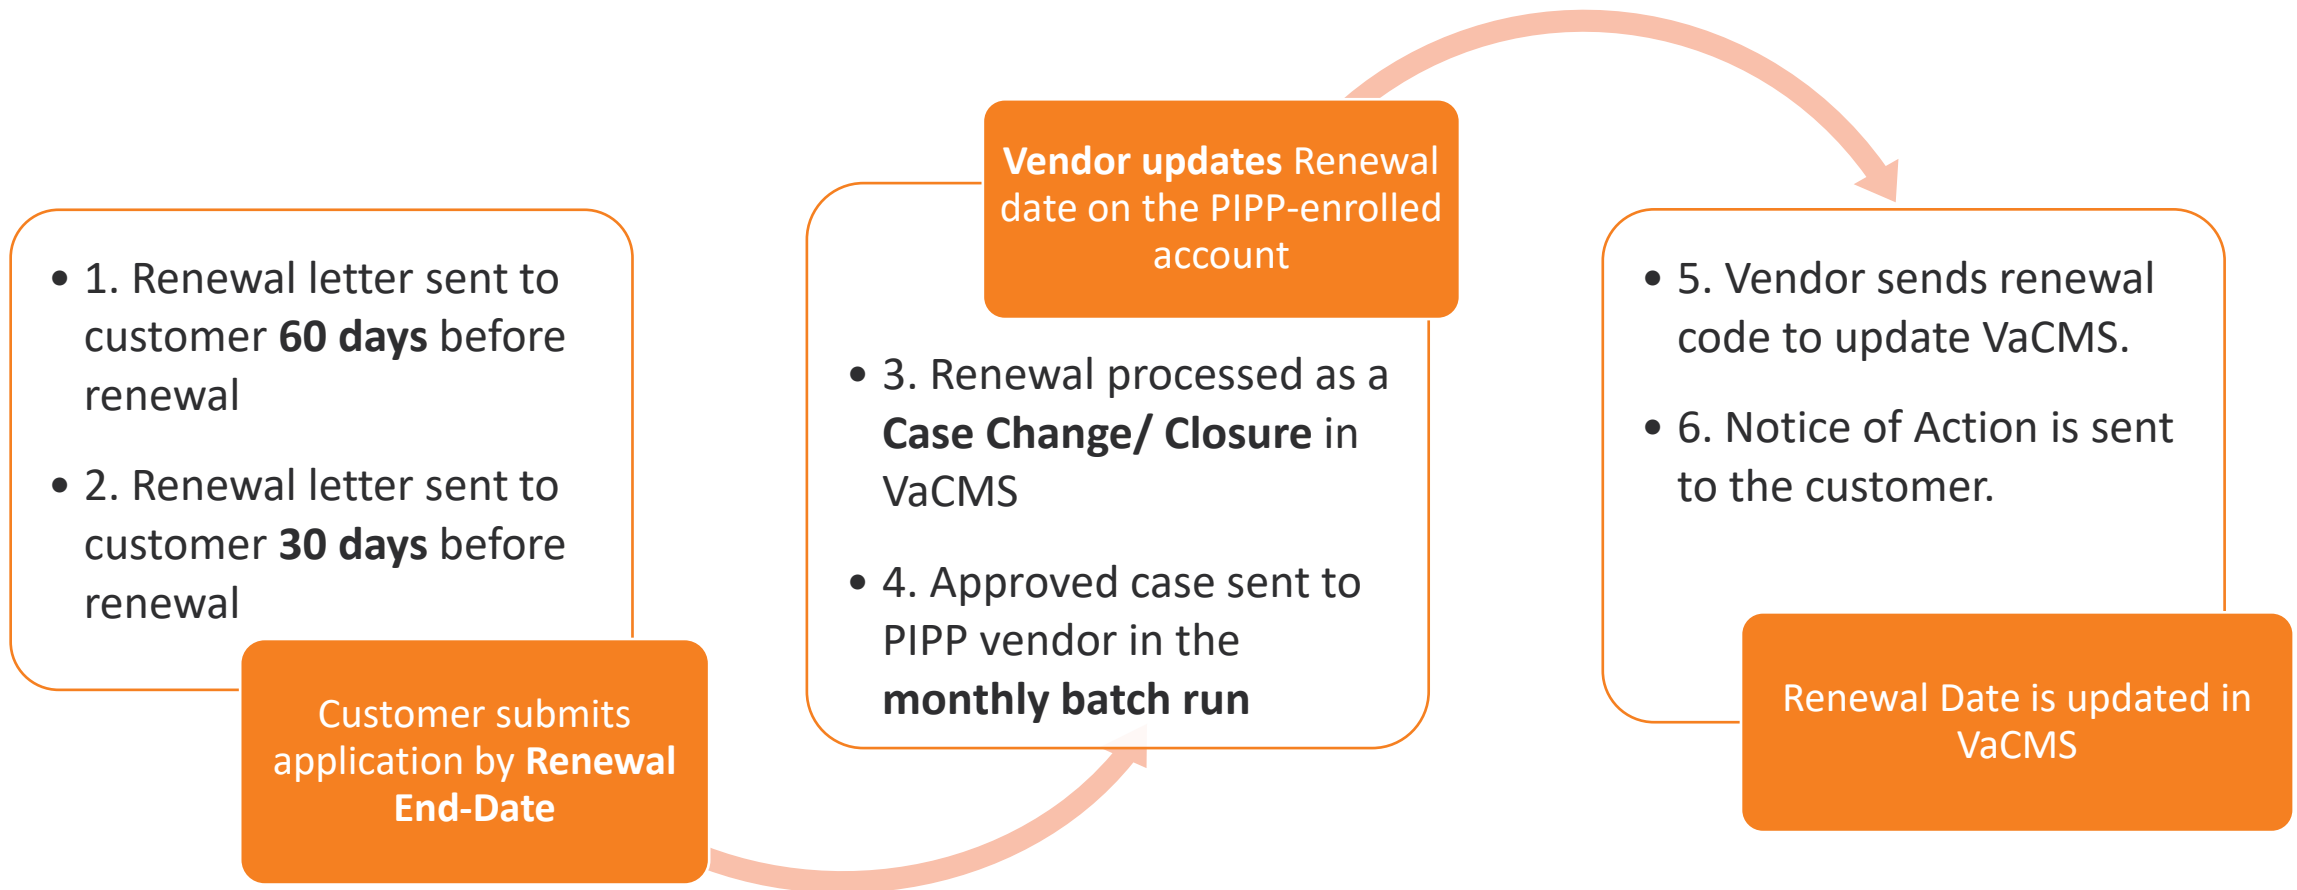 • 1. Renewal letter sent to
customer 60 days before
renewal
• 2. Renewal letter sent to
customer 30 days before
renewal
Customer submits
application by Renewal
End-Date
Vendor updates Renewal
date on the PIPP-enrolled
account
• 3. Renewal processed as a
Case Change/ Closure in
VaCMS
• 4. Approved case sent to
PIPP vendor in the
monthly batch run
• 5. Vendor sends renewal
code to update VaCMS.
• 6. Notice of Action is sent
to the customer.
Renewal Date is updated in
VaCMS